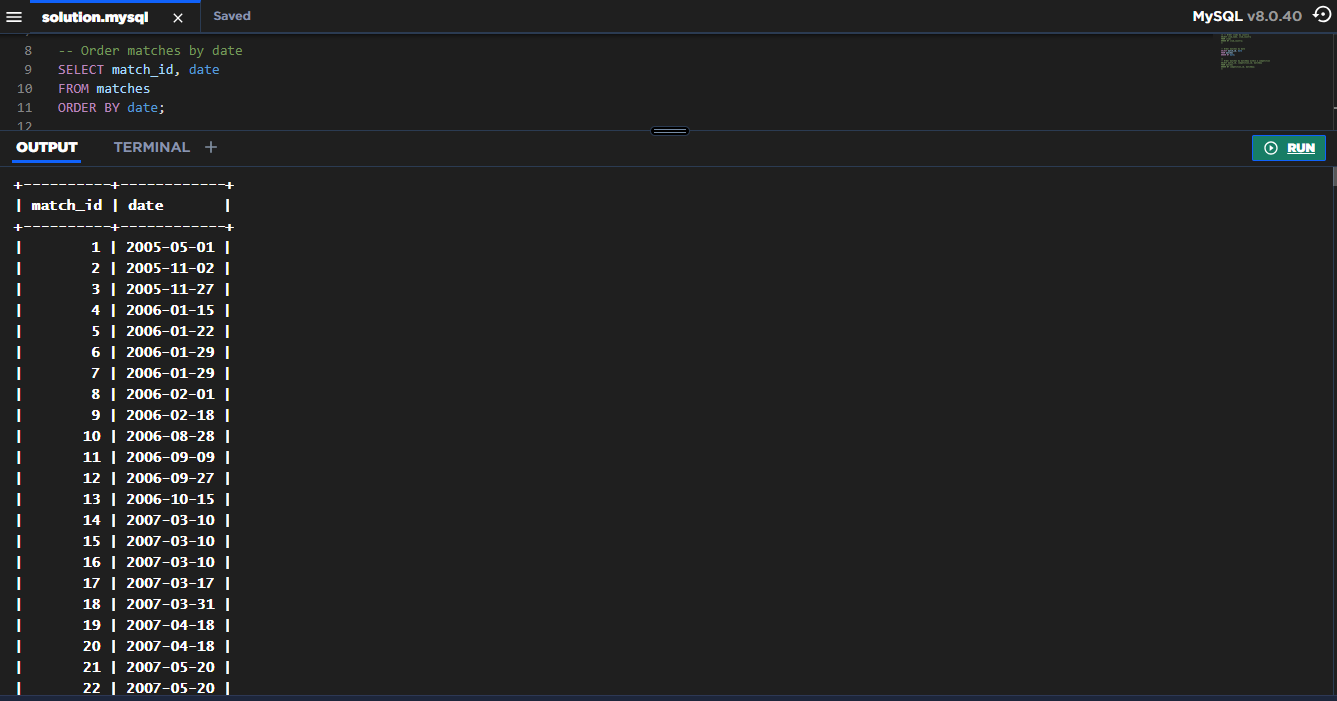 solution.mysql Saved MySQL v8.0.40
8 -- Order matches by date
9 SELECT match_id, date
10 FROM matches
11 ORDER BY date;
12
OUTPUT TERMINAL + RUN
+----------+------------+
| match_id | date       |
+----------+------------+
|        1 | 2005-05-01 |
|        2 | 2005-11-02 |
|        3 | 2005-11-27 |
|        4 | 2006-01-15 |
|        5 | 2006-01-22 |
|        6 | 2006-01-29 |
|        7 | 2006-01-29 |
|        8 | 2006-02-01 |
|        9 | 2006-02-18 |
|       10 | 2006-08-28 |
|       11 | 2006-09-09 |
|       12 | 2006-09-27 |
|       13 | 2006-10-15 |
|       14 | 2007-03-10 |
|       15 | 2007-03-10 |
|       16 | 2007-03-10 |
|       17 | 2007-03-17 |
|       18 | 2007-03-31 |
|       19 | 2007-04-18 |
|       20 | 2007-04-18 |
|       21 | 2007-05-20 |
|       22 | 2007-05-20 |